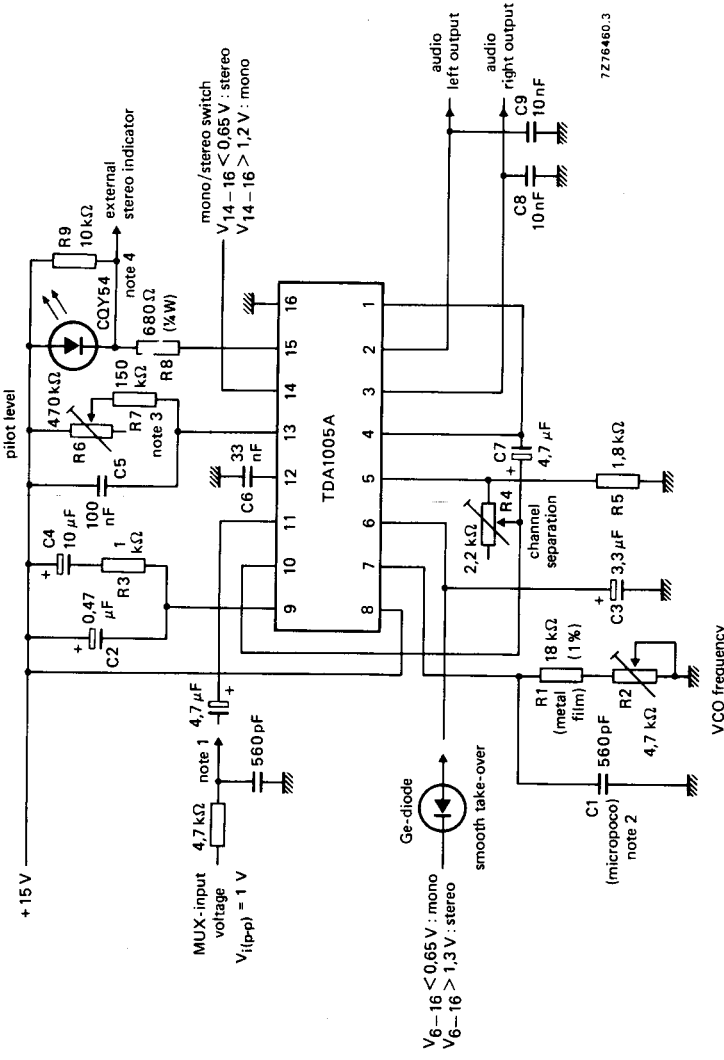 +15 V
pilot level
C2
0,47
µF
+
C4
10 µF
+
R3
1
kΩ
C5
100
nF
R6
470 kΩ
R7
150
kΩ
note 3
CQY54
R9
10 kΩ
note 4
external
stereo indicator
R8
680 Ω
(¼W)
mono/stereo switch
V14–16 < 0,65 V : stereo
V14–16 > 1,2 V : mono
MUX-input
voltage
Vi(p-p) = 1 V
4,7 kΩ
note 1
560 pF
4,7 µF
+
C6
33
nF
9
10
11
12
13
14
15
16
TDA1005A
8
7
6
5
4
3
2
1
V6–16 < 0,65 V : mono
V6–16 > 1,3 V : stereo
Ge-diode
smooth take-over
C1
560 pF
(micropoco)
note 2
R1
18 kΩ
(metal
film)
(1%)
R2
4,7 kΩ
VCO frequency
C3
3,3 µF
+
2,2 kΩ
R4
channel
separation
R5
1,8 kΩ
C7
+
4,7 µF
C8
10 nF
C9
10 nF
audio
left output
audio
right output
7Z76460.3